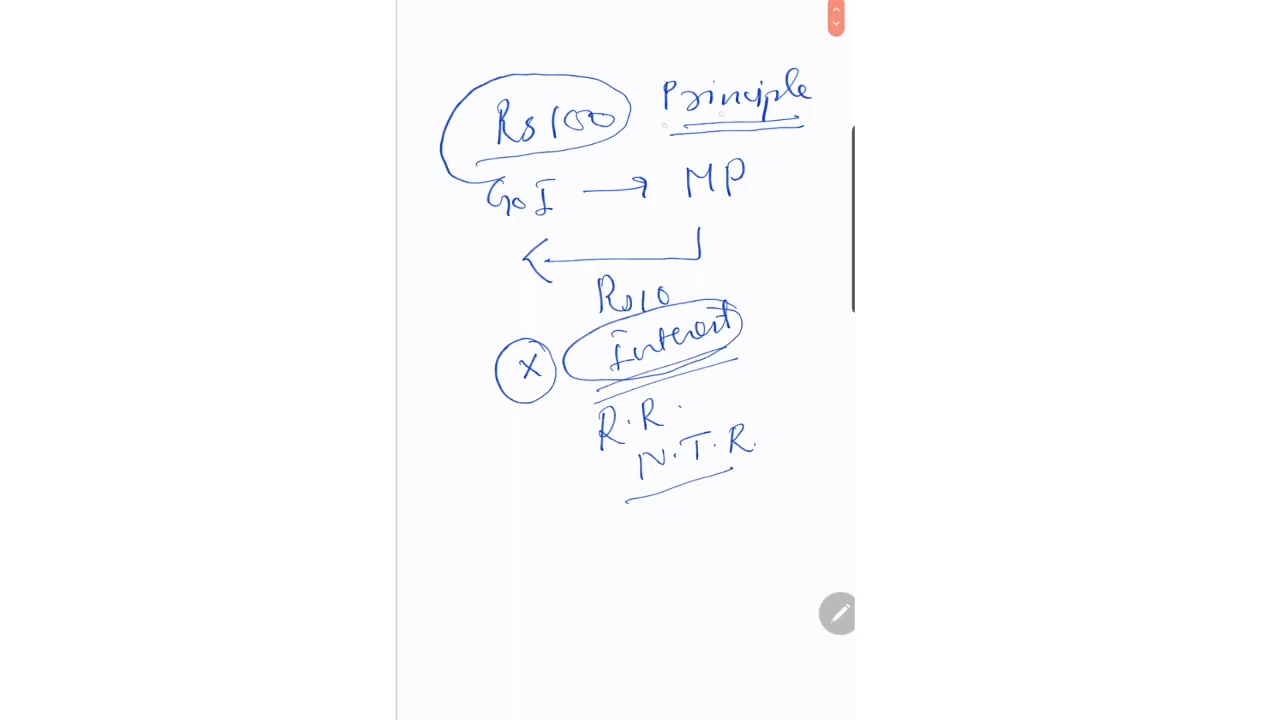 Rs 100 Principle
GoI → MP
Rs 10
X Interest
R.R.
N.T.R.